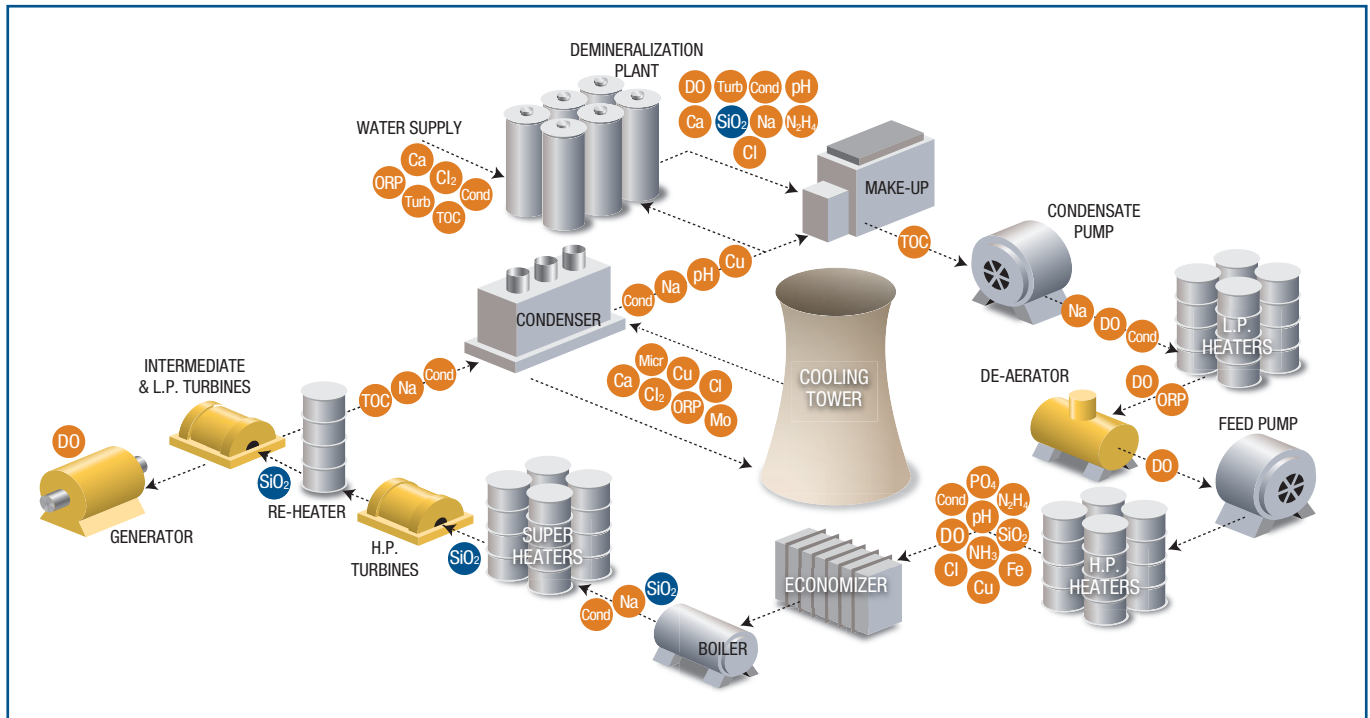 DEMINERALIZATION
PLANT
DO Turb Cond pH
Ca SiO₂ Na N₂H₄
Cl
WATER SUPPLY
Ca
ORP Cl₂ Cond
Turb TOC
MAKE-UP
TOC
CONDENSATE
PUMP
Na DO Cond
L.P.
HEATERS
CONDENSER
Cond Na pH Cu
COOLING
TOWER
Micr Cu Cl
Ca Cl₂ ORP Mo
INTERMEDIATE
& L.P. TURBINES
TOC Na Cond
DE-AERATOR
DO
ORP
FEED PUMP
DO
DO
GENERATOR
SiO₂
RE-HEATER
H.P.
TURBINES
SiO₂
SUPER
HEATERS
Cond Na SiO₂
BOILER
ECONOMIZER
PO₄
Cond N₂H₄
pH
DO SiO₂
NH₃
Cl Fe
Cu
H.P.
HEATERS